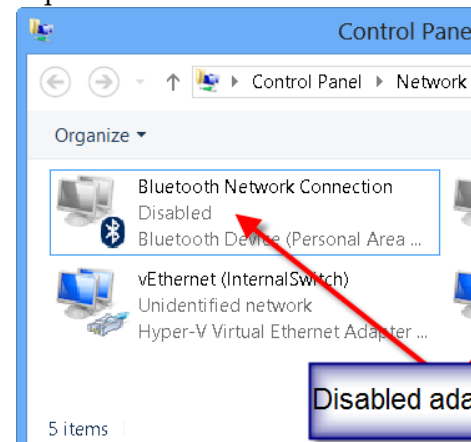 Control Pane
Control Panel Network
Organize
Bluetooth Network Connection
Disabled
Bluetooth Device (Personal Area ...
vEthernet (InternalSwitch)
Unidentified network
Hyper-V Virtual Ethernet Adapter ...
Disabled ada
5 items